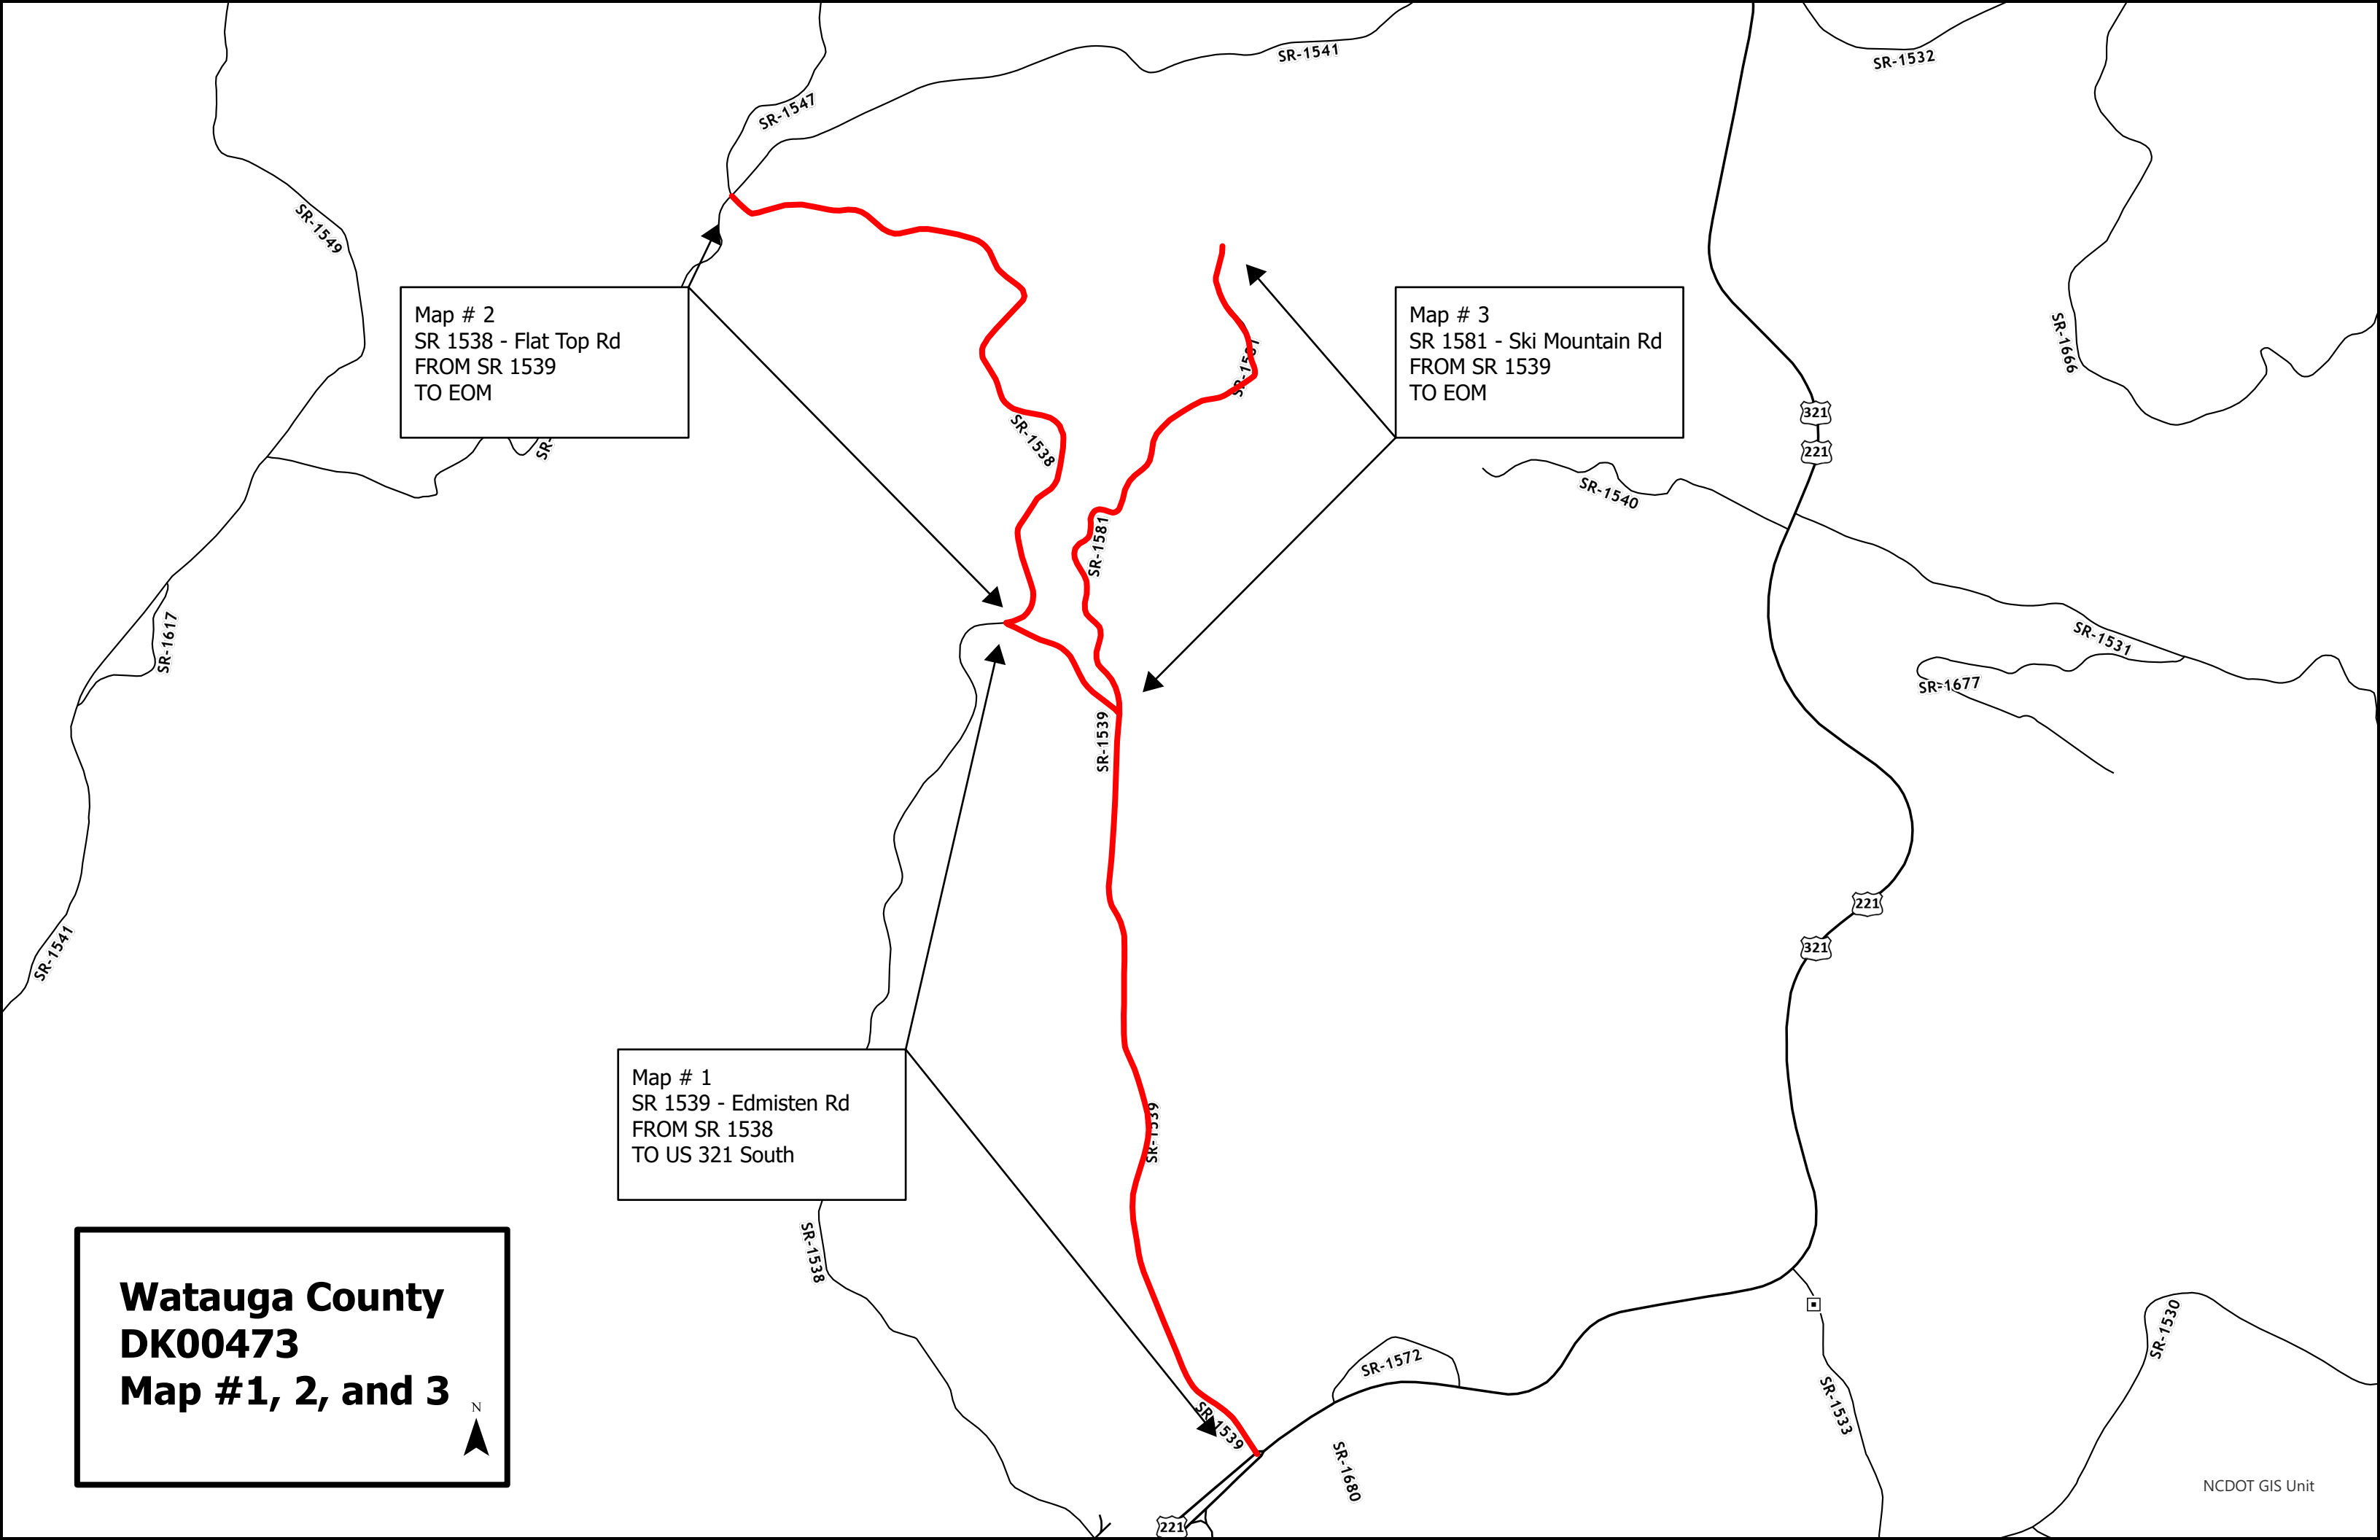 SR-1541
SR-1532
SR-1547
SR-1549
Map # 2
SR 1538 - Flat Top Rd
FROM SR 1539
TO EOM
Map # 3
SR 1581 - Ski Mountain Rd
FROM SR 1539
TO EOM
SR-1581
SR-1666
321
221
SR-1538
SR-
SR-1540
SR-1581
SR-1617
SR-1531
SR-1677
SR-1539
221
321
SR-1541
Map # 1
SR 1539 - Edmisten Rd
FROM SR 1538
TO US 321 South
SR-1539
SR-1538
Watauga County
DK00473
Map #1, 2, and 3
N
SR-1572
SR-1530
SR-1533
SR-1539
SR-1680
NCDOT GIS Unit
221